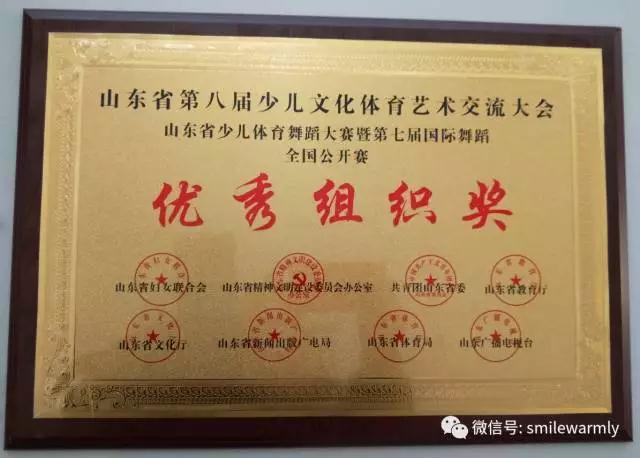 山东省第八届少儿文化体育艺术交流大会
山东省少儿体育舞蹈大赛暨第七届国际舞蹈
全国公开赛
优秀组织奖
山东省妇女联合会 山东省精神文明建设委员会办公室 共青团山东省委 山东省教育厅
山东省文化厅 山东省新闻出版广电局 山东省体育局 山东广播电视台
微信号: smilewarmly